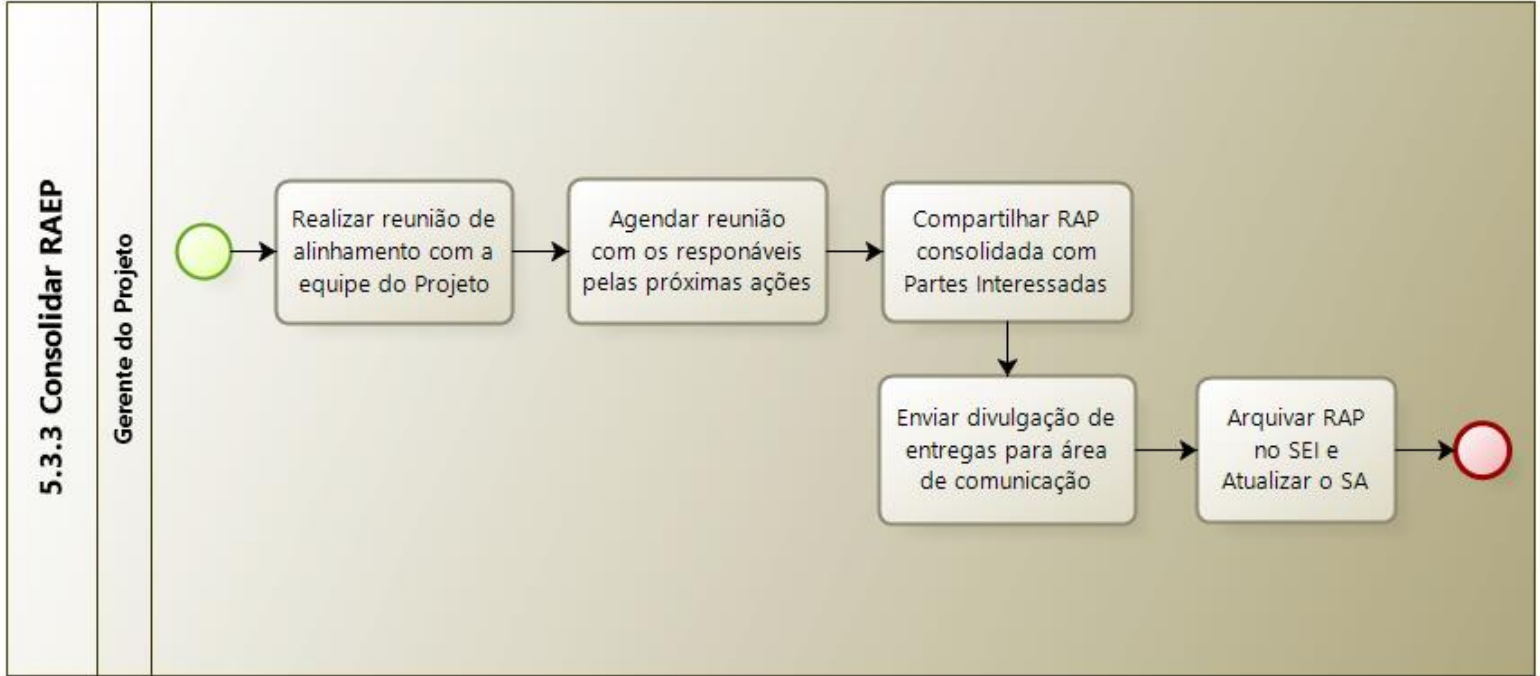 5.3.3 Consolidar RAEP
Gerente do Projeto
Realizar reunião de
alinhamento com a
equipe do Projeto
Agendar reunião
com os responáveis
pelas próximas ações
Compartilhar RAP
consolidada com
Partes Interessadas
Enviar divulgação de
entregas para área
de comunicação
Arquivar RAP
no SEI e
Atualizar o SA